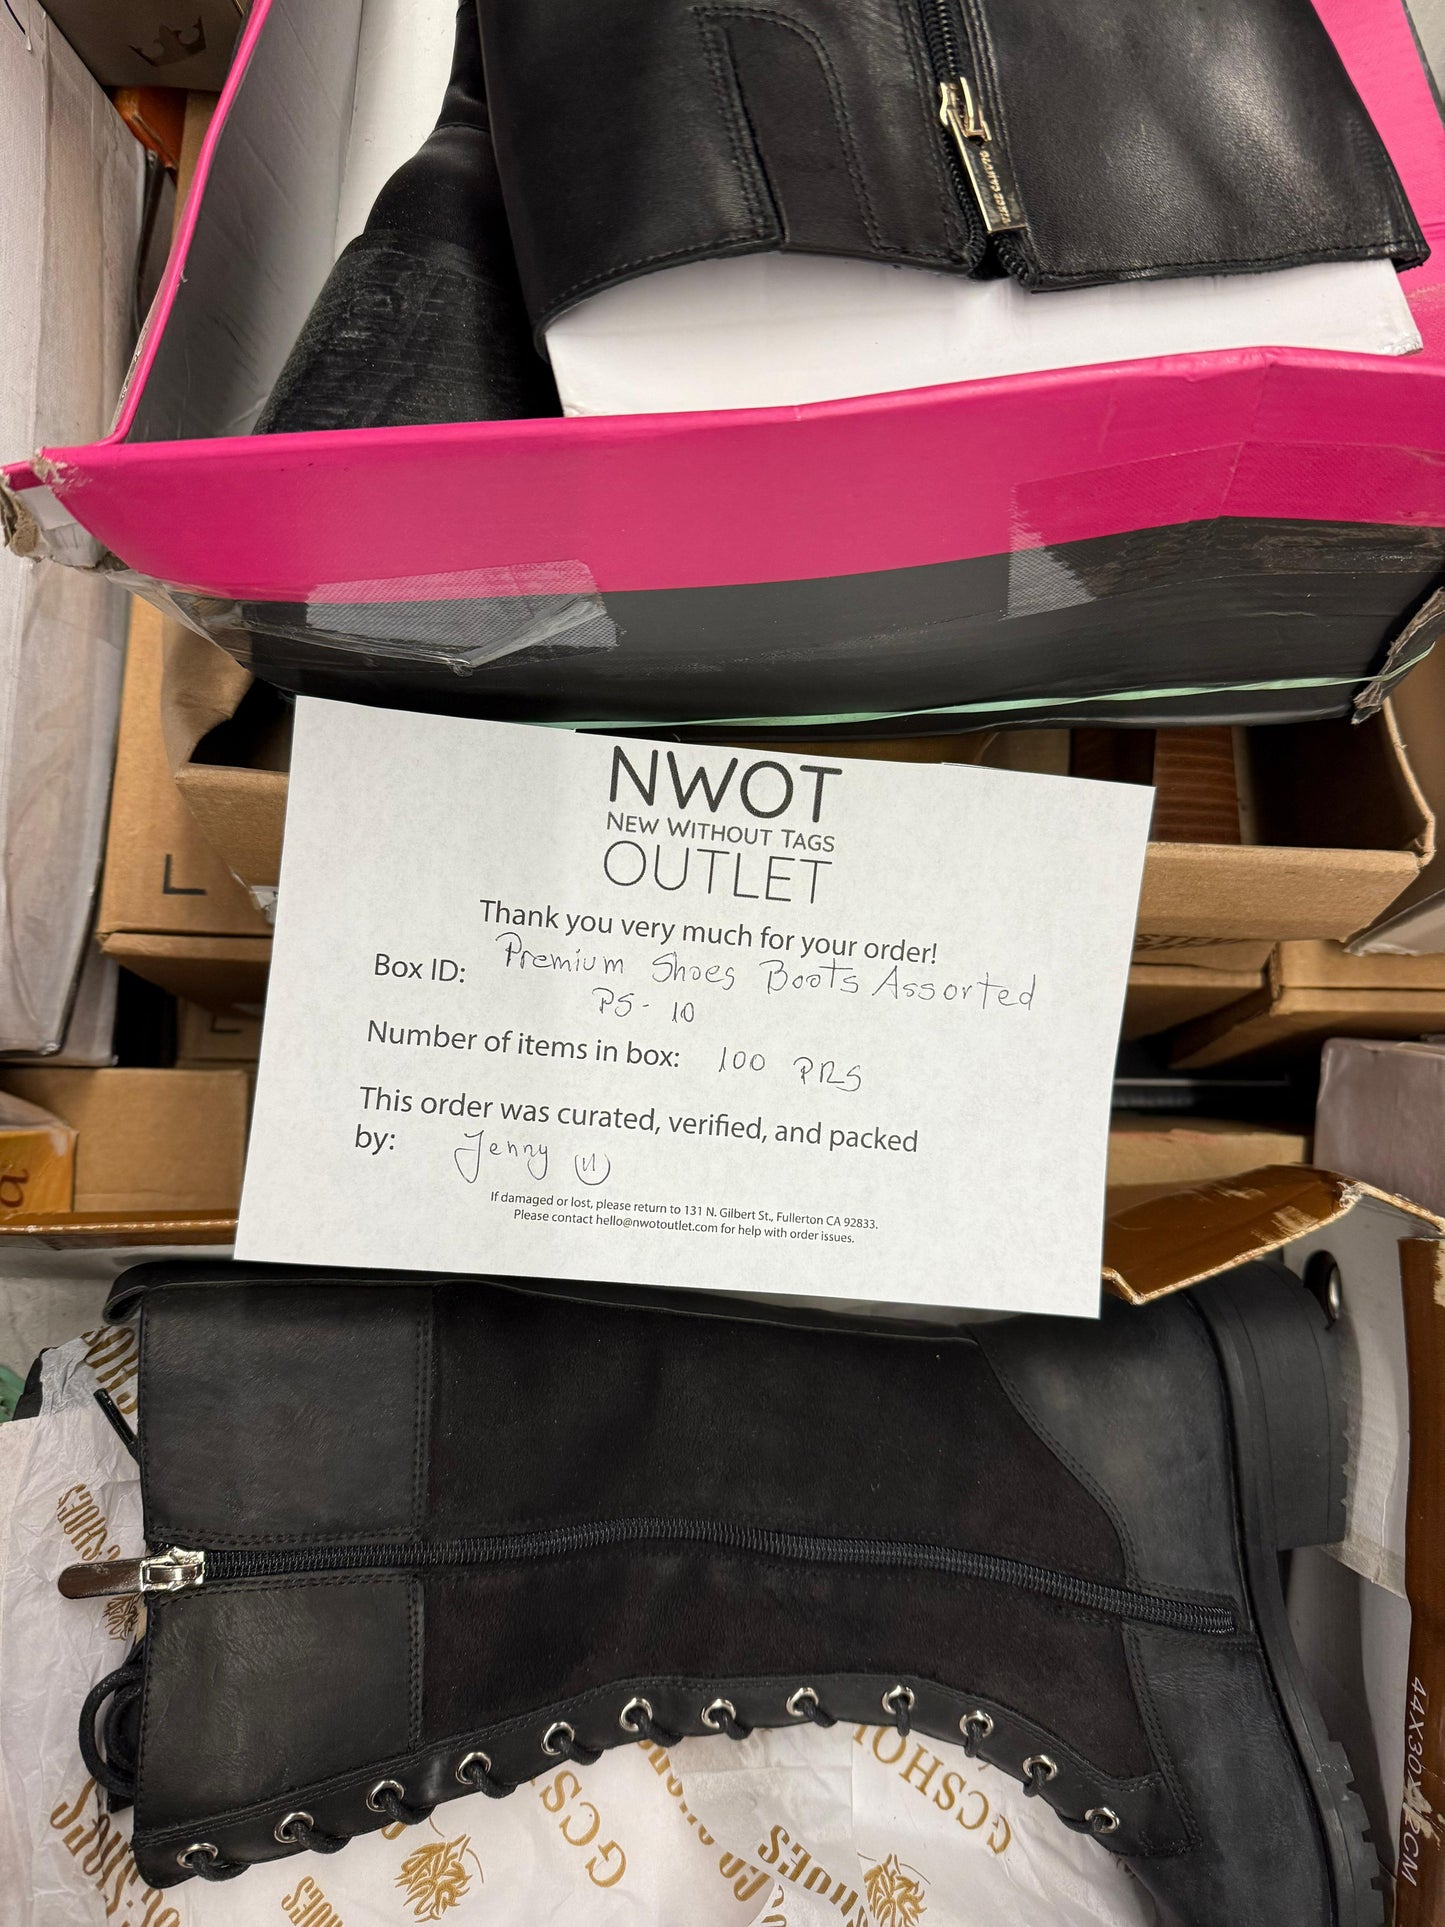 L
NWOT
NEW WITHOUT TAGS
OUTLET
Thank you very much for your order!
Box ID: Premium Shoes Boots Assorted
PS - 10
Number of items in box: 100 PRS
This order was curated, verified, and packed
by: Jenny
If damaged or lost, please return to 131 N. Gilbert St., Fullerton CA 92833.
Please contact hello@nwotoutlet.com for help with order issues.
SHOES
GCSHO
SHOES